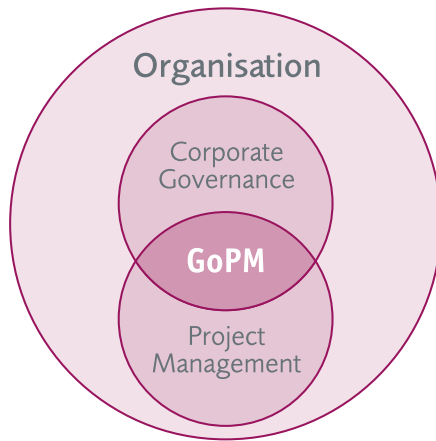 Organisation
Corporate
Governance
GoPM
Project
Management